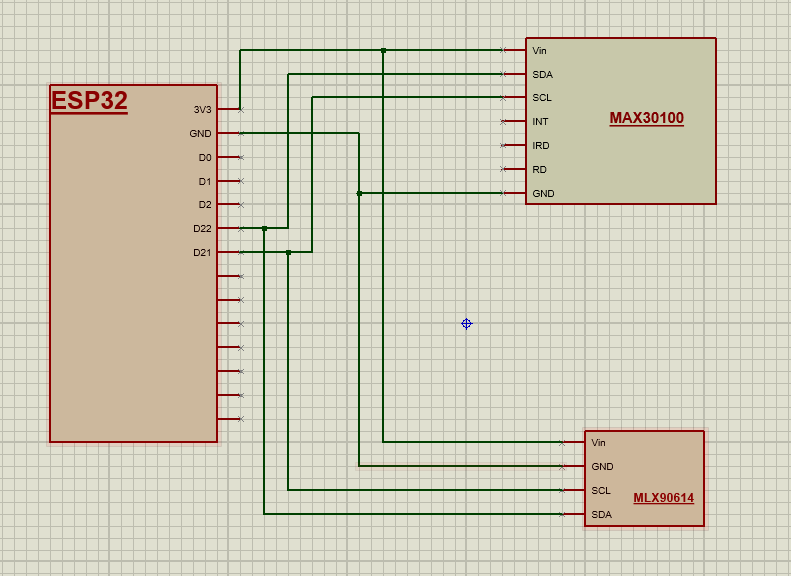 ESP32
3V3
GND
D0
D1
D2
D22
D21
Vin
SDA
SCL
INT
IRD
RD
GND
MAX30100
Vin
GND
SCL
SDA
MLX90614